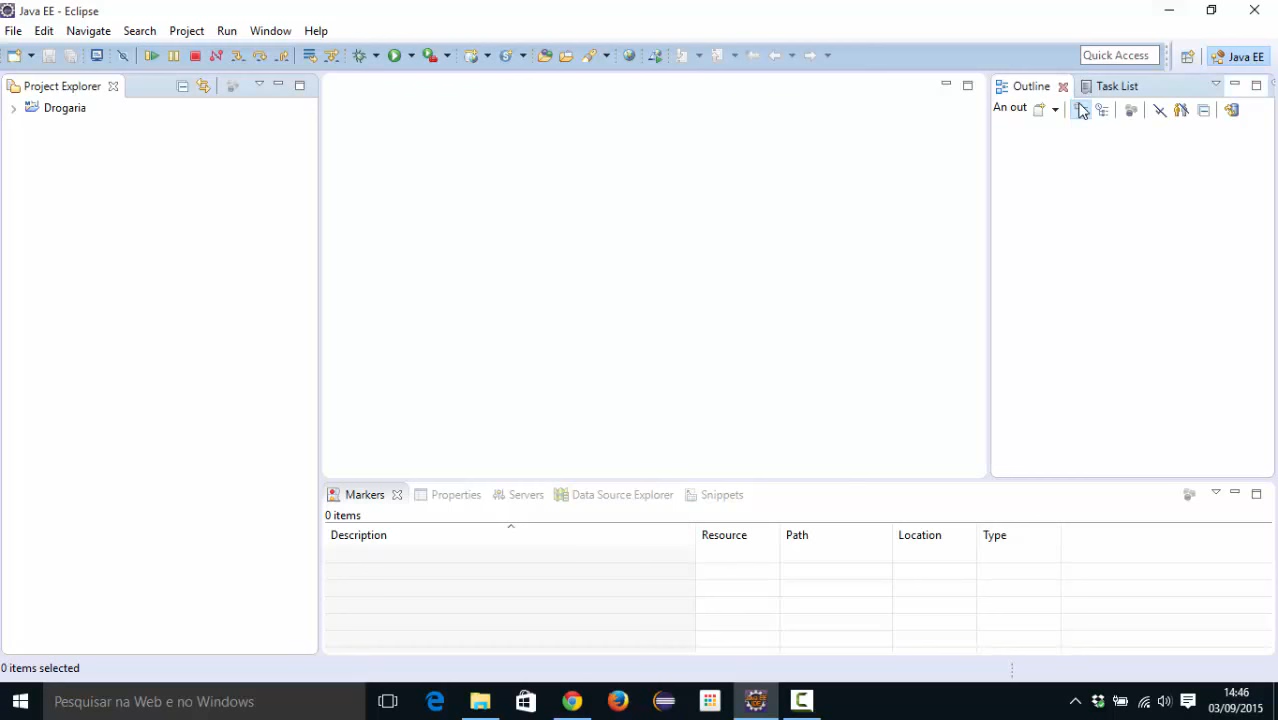 Java EE - Eclipse
File Edit Navigate Search Project Run Window Help
Quick Access Java EE
Project Explorer Outline Task List
Drogaria An out
Markers Properties Servers Data Source Explorer Snippets
0 items
Description Resource Path Location Type
0 items selected
Pesquisar na Web e no Windows 14:46
03/09/2015